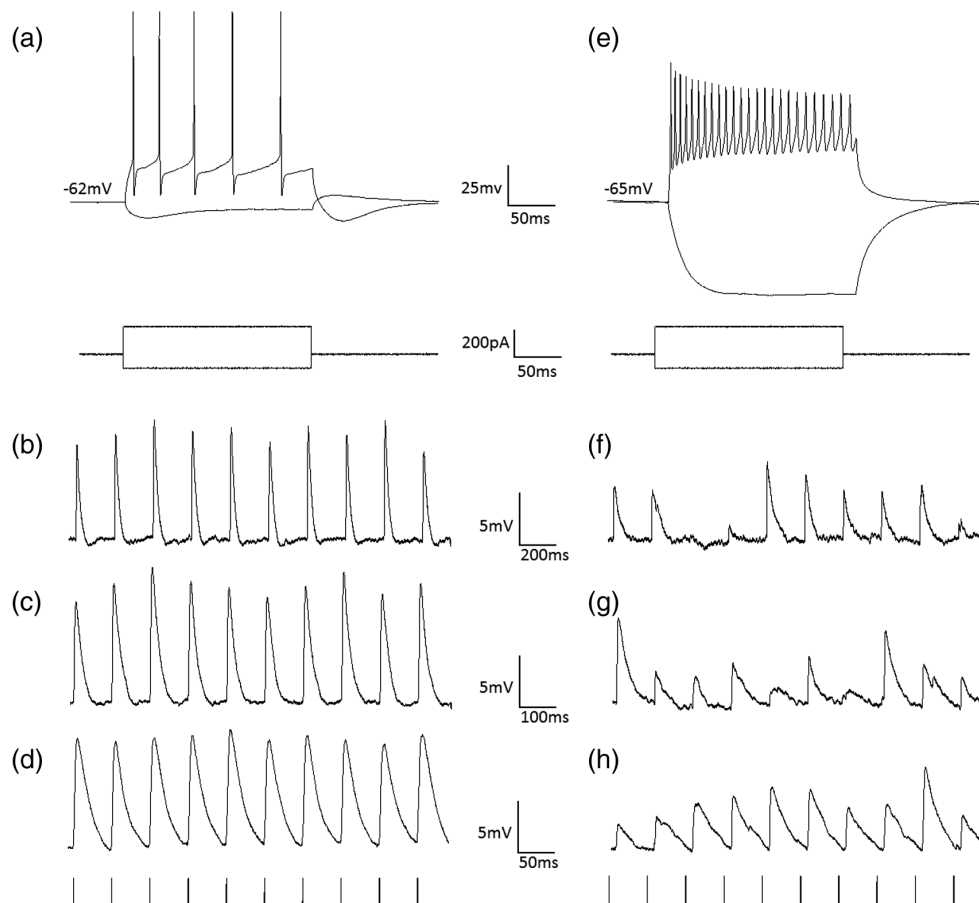 (a)
(e)
-62mV
25mv
50ms
-65mV
200pA
50ms
(b)
(f)
5mV
200ms
(c)
(g)
5mV
100ms
(d)
(h)
5mV
50ms